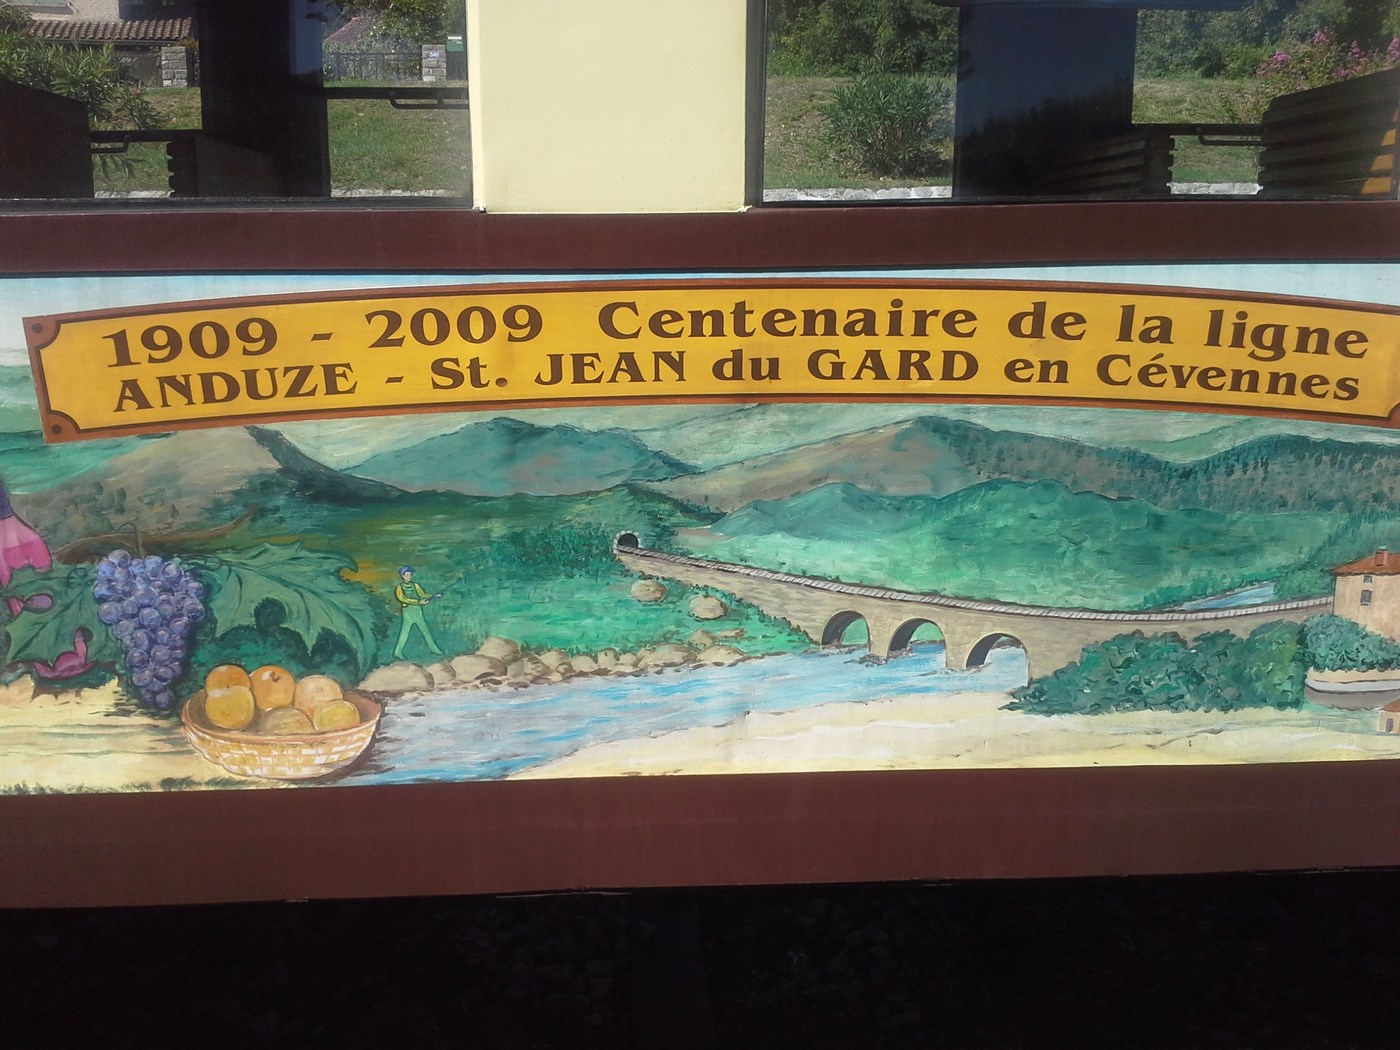 1909 - 2009 Centenaire de la ligne
ANDUZE - St. JEAN du GARD en Cévennes